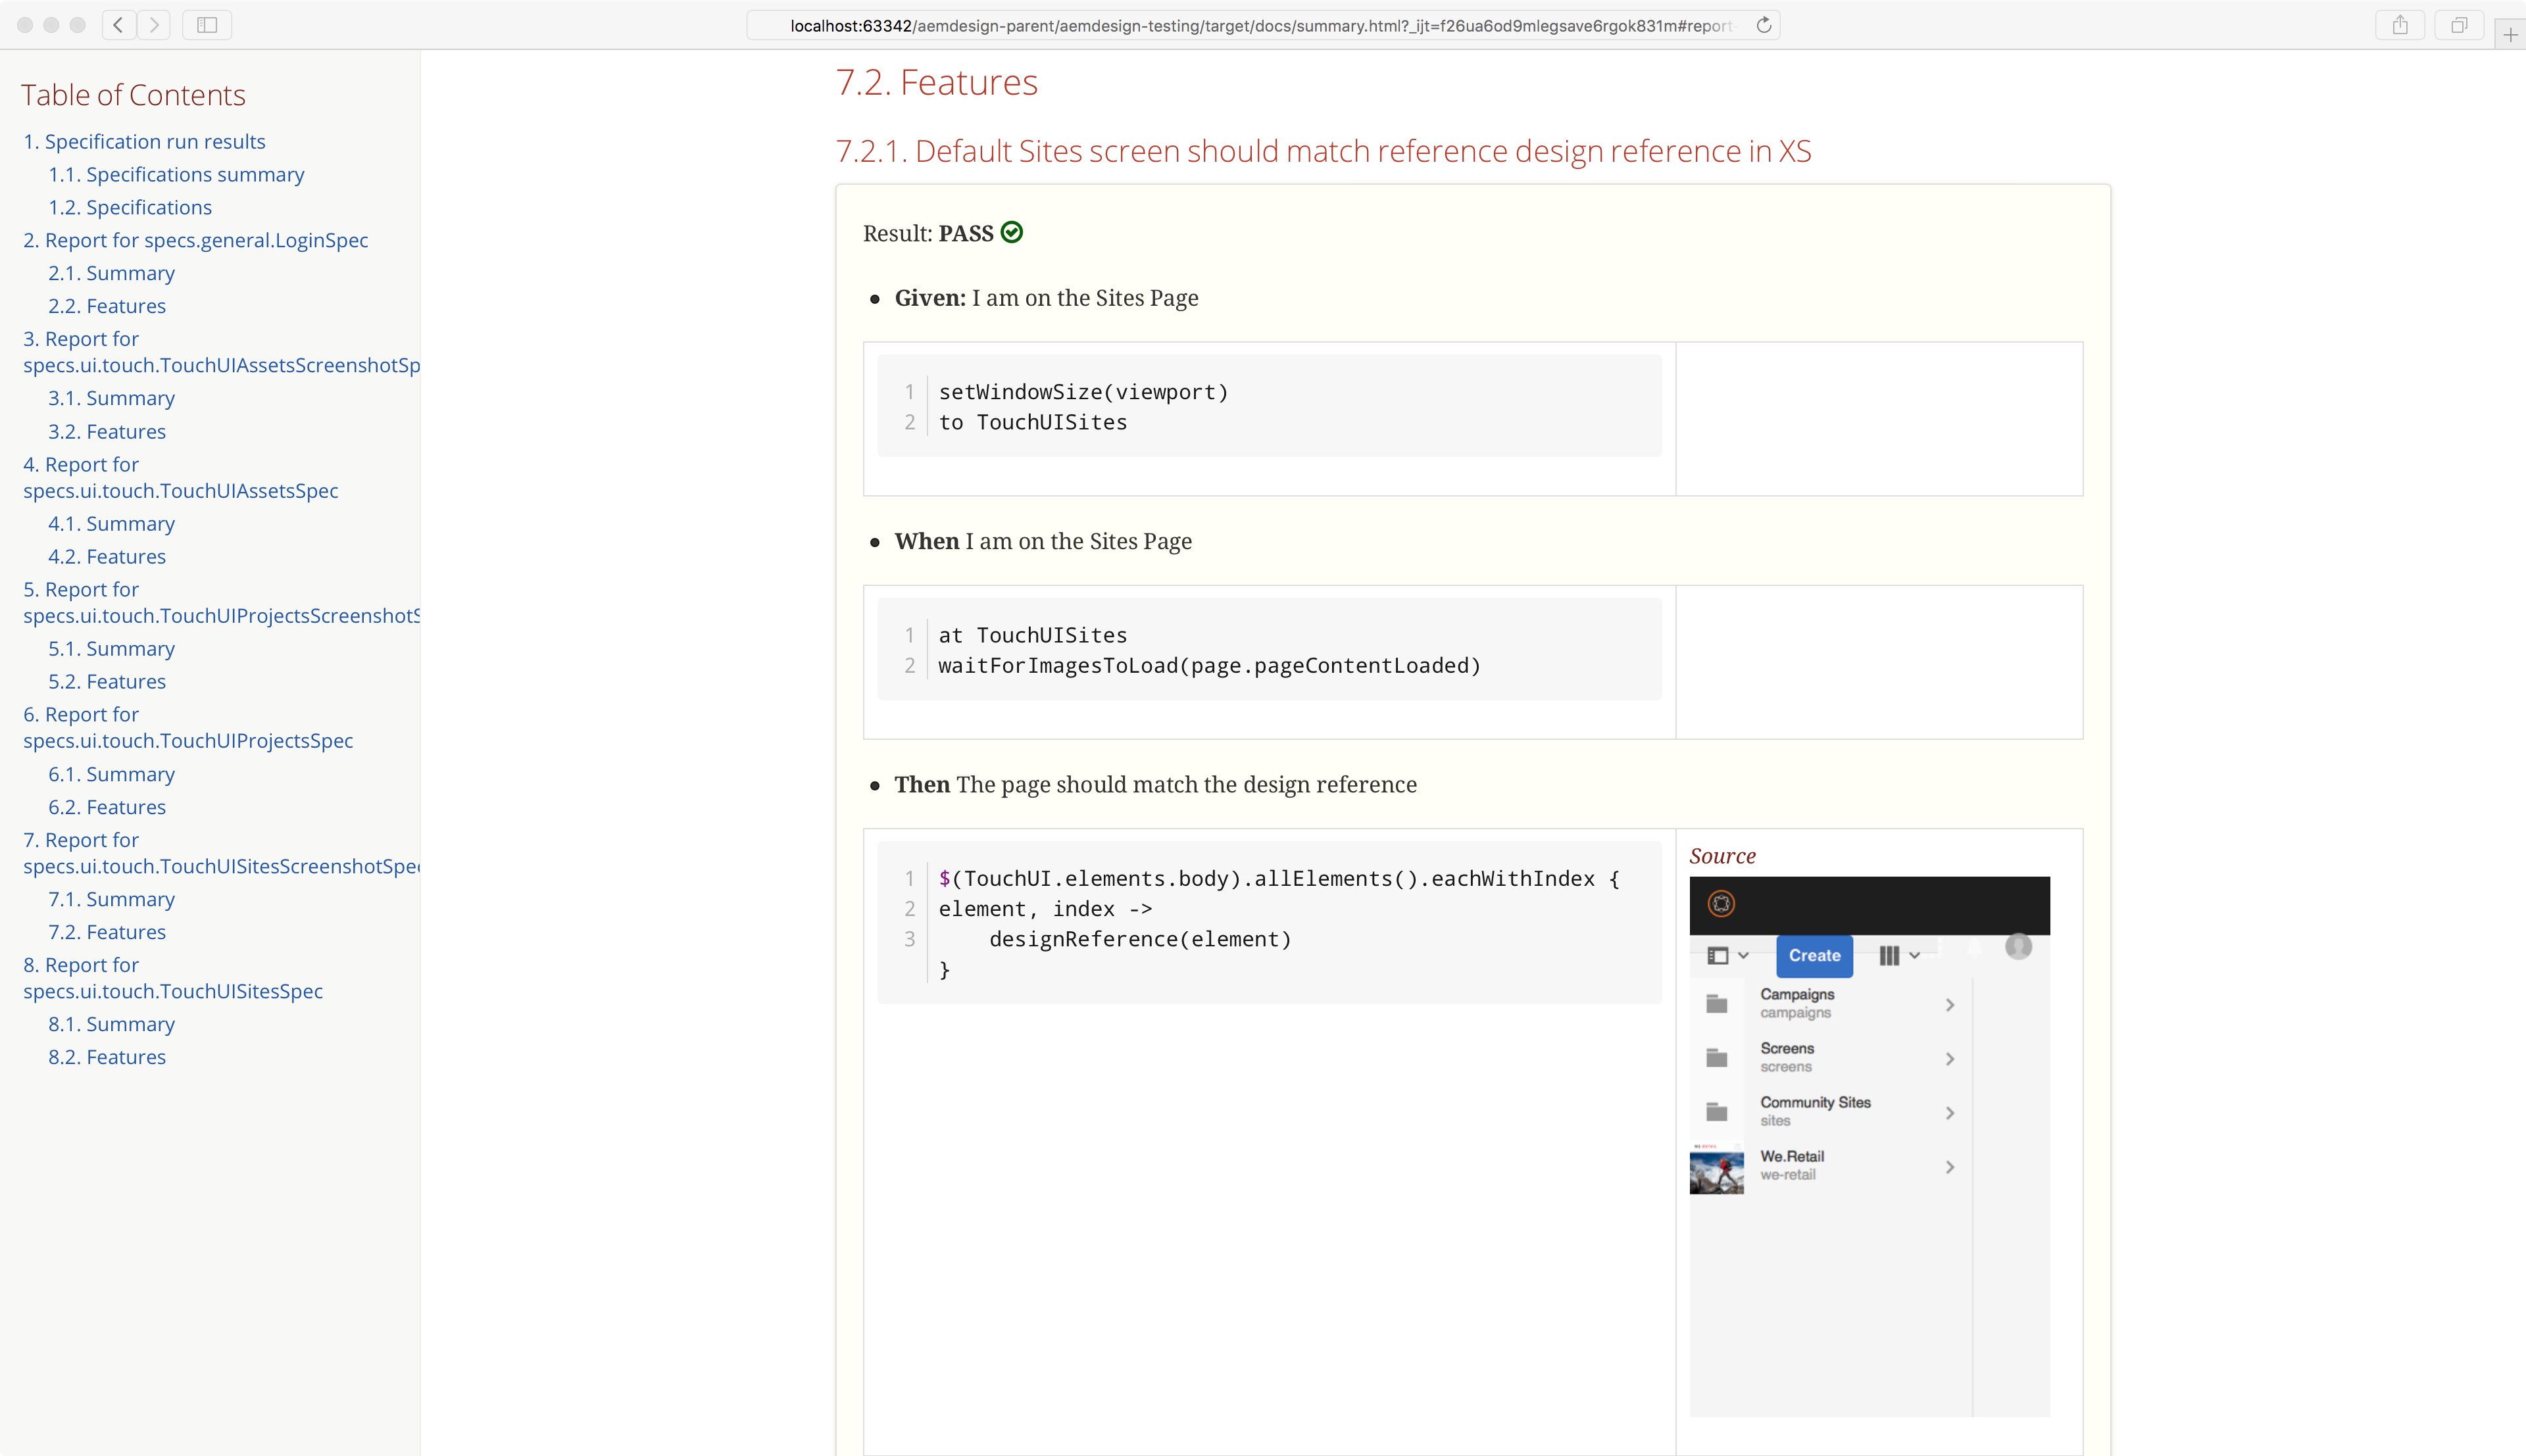 localhost:63342/aemdesign-parent/aemdesign-testing/target/docs/summary.html?_ijt=f26ua6od9mlegsave6rgok831m#report-
Table of Contents
1. Specification run results
1.1. Specifications summary
1.2. Specifications
2. Report for specs.general.LoginSpec
2.1. Summary
2.2. Features
3. Report for
specs.ui.touch.TouchUIAssetsScreenshotSp
3.1. Summary
3.2. Features
4. Report for
specs.ui.touch.TouchUIAssetsSpec
4.1. Summary
4.2. Features
5. Report for
specs.ui.touch.TouchUIProjectsScreenshotS
5.1. Summary
5.2. Features
6. Report for
specs.ui.touch.TouchUIProjectsSpec
6.1. Summary
6.2. Features
7. Report for
specs.ui.touch.TouchUISitesScreenshotSpec
7.1. Summary
7.2. Features
8. Report for
specs.ui.touch.TouchUISitesSpec
8.1. Summary
8.2. Features
7.2. Features
7.2.1. Default Sites screen should match reference design reference in XS
Result: PASS
• Given: I am on the Sites Page
1 setWindowSize(viewport)
2 to TouchUISites
• When I am on the Sites Page
1 at TouchUISites
2 waitForImagesToLoad(page.pageContentLoaded)
• Then The page should match the design reference
1 $(TouchUI.elements.body).allElements().eachWithIndex {
2 element, index ->
3 designReference(element)
}
Source
Create
Campaigns
campaigns
Screens
screens
Community Sites
sites
We.Retail
we-retail